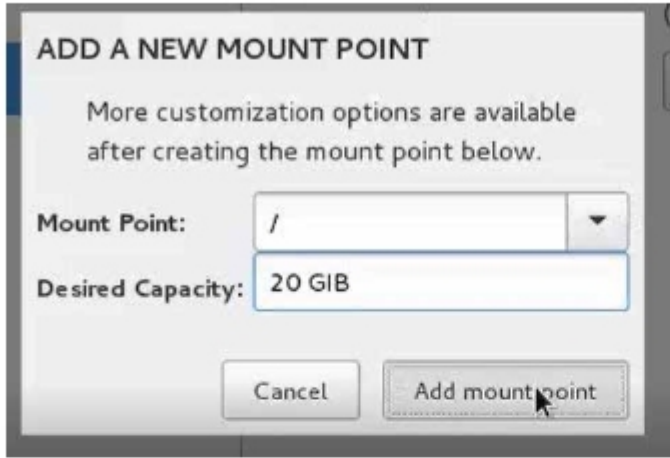 ADD A NEW MOUNT POINT
More customization options are available
after creating the mount point below.
Mount Point: /
Desired Capacity: 20 GIB
Cancel Add mount point